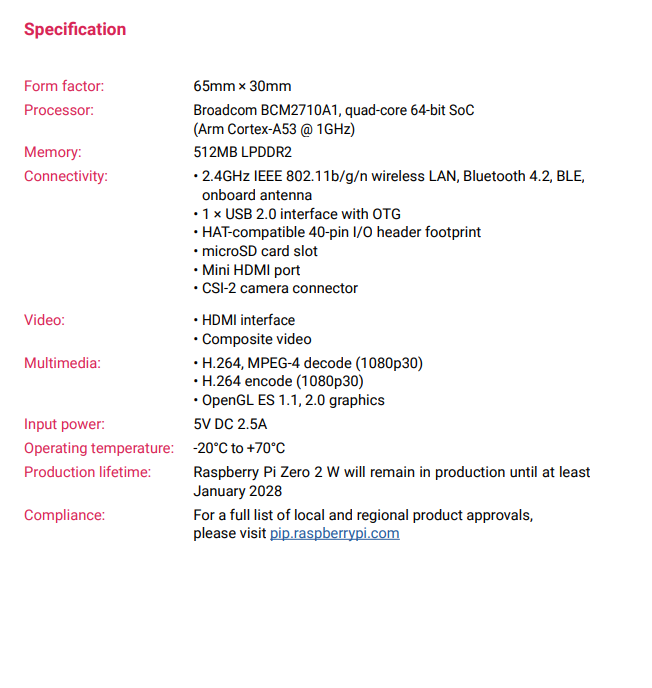 Specification
Form factor: 65mm × 30mm
Processor: Broadcom BCM2710A1, quad-core 64-bit SoC
(Arm Cortex-A53 @ 1GHz)
Memory: 512MB LPDDR2
Connectivity: • 2.4GHz IEEE 802.11b/g/n wireless LAN, Bluetooth 4.2, BLE,
onboard antenna
• 1 × USB 2.0 interface with OTG
• HAT-compatible 40-pin I/O header footprint
• microSD card slot
• Mini HDMI port
• CSI-2 camera connector
Video: • HDMI interface
• Composite video
Multimedia: • H.264, MPEG-4 decode (1080p30)
• H.264 encode (1080p30)
• OpenGL ES 1.1, 2.0 graphics
Input power: 5V DC 2.5A
Operating temperature: -20°C to +70°C
Production lifetime: Raspberry Pi Zero 2 W will remain in production until at least
January 2028
Compliance: For a full list of local and regional product approvals,
please visit pip.raspberrypi.com